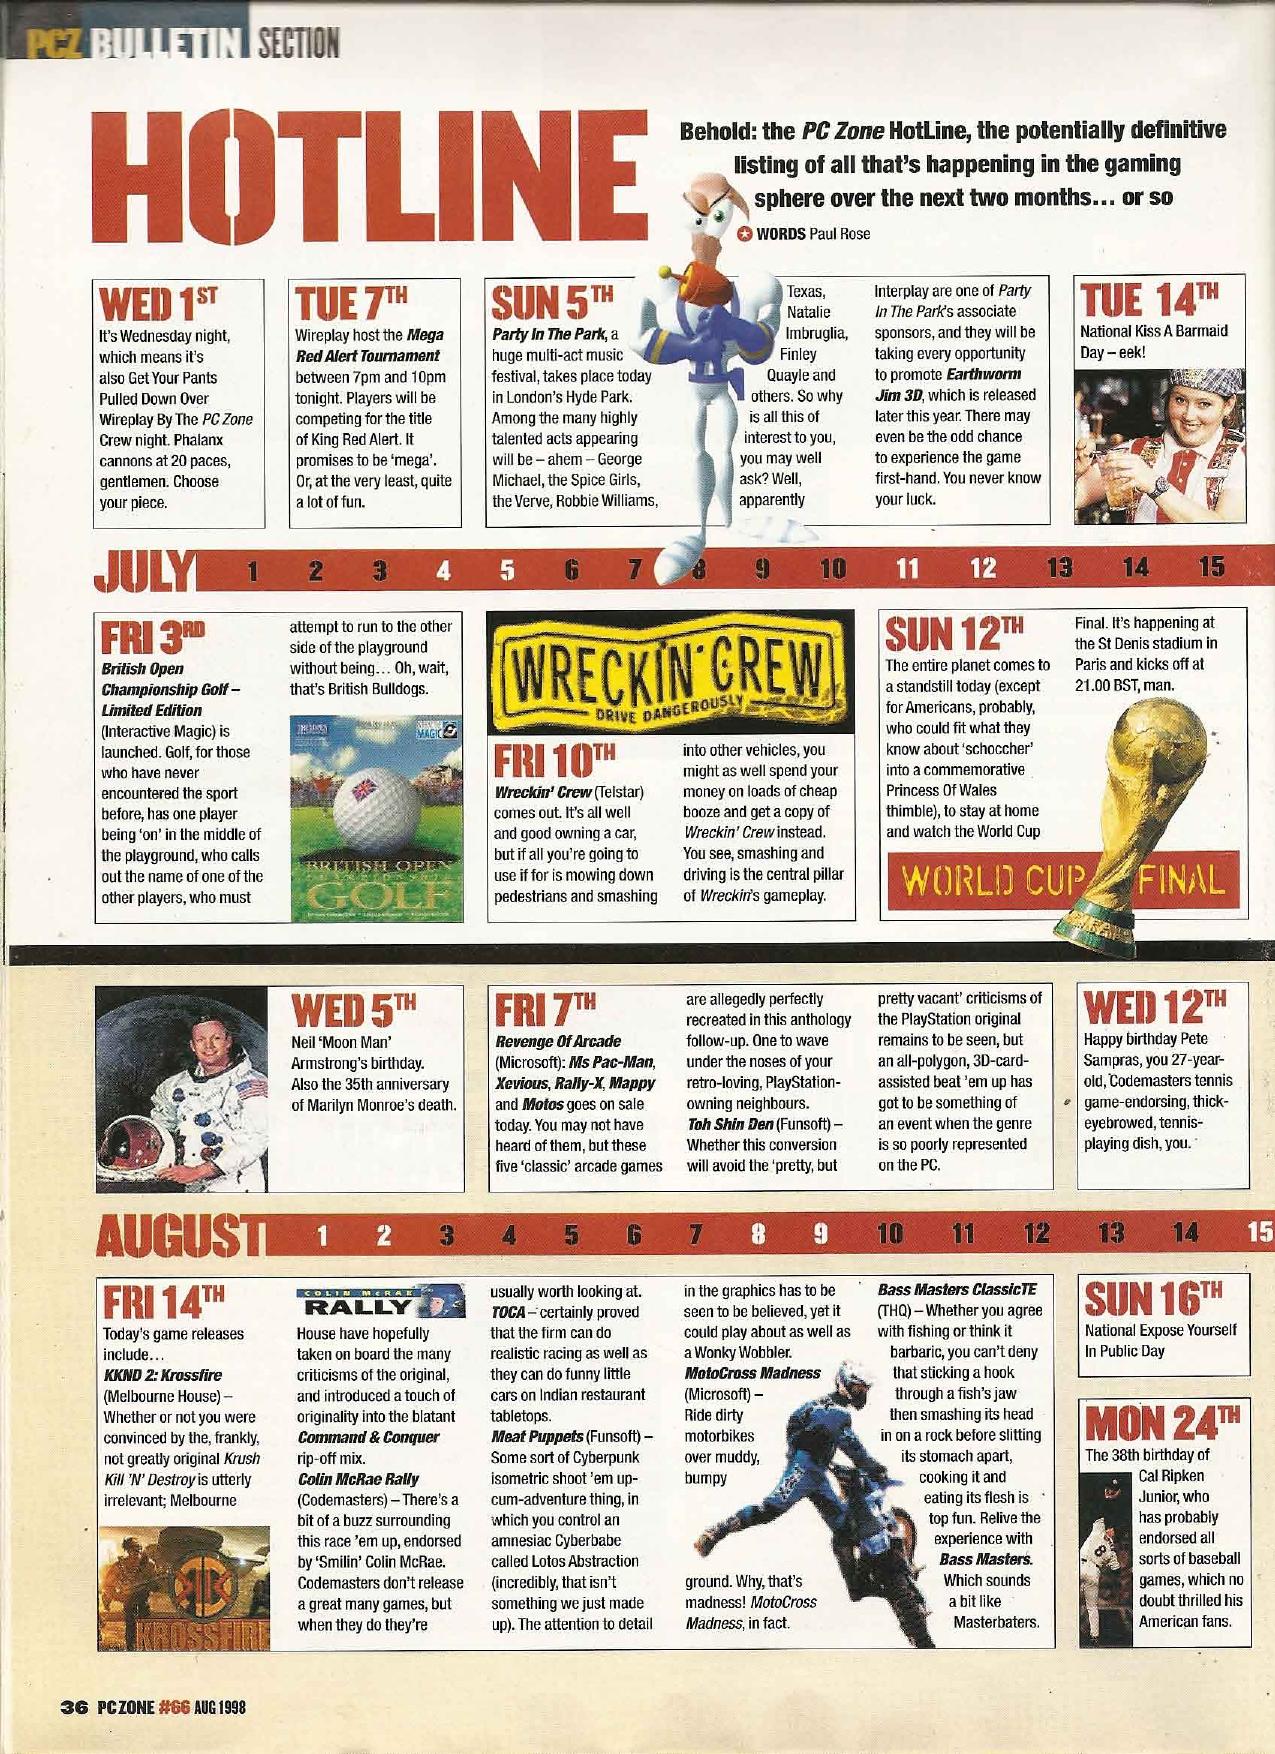 PCZ BULLETIN SECTION
HOTLINE
Behold: the PC Zone HotLine, the potentially definitive
listing of all that's happening in the gaming
sphere over the next two months... or so
WORDS Paul Rose
WED 1ST
It's Wednesday night,
which means it's
also Get Your Pants
Pulled Down Over
Wireplay By The PC Zone
Crew night. Phalanx
cannons at 20 paces,
gentlemen. Choose
your piece.
TUE 7TH
Wireplay host the Mega
Red Alert Tournament
between 7pm and 10pm
tonight. Players will be
competing for the title
of King Red Alert. It
promises to be 'mega'.
Or, at the very least, quite
a lot of fun.
SUN 5TH
Party In The Park, a
huge multi-act music
festival, takes place today
in London's Hyde Park.
Among the many highly
talented acts appearing
will be – ahem – George
Michael, the Spice Girls,
the Verve, Robbie Williams,
Texas,
Natalie
Imbruglia,
Finley
Quayle and
others. So why
is all this of
interest to you,
you may well
ask? Well,
apparently
Interplay are one of Party
In The Park's associate
sponsors, and they will be
taking every opportunity
to promote Earthworm
Jim 3D, which is released
later this year. There may
even be the odd chance
to experience the game
first-hand. You never know
your luck.
TUE 14TH
National Kiss A Barmaid
Day – eek!
JULY 1 2 3 4 5 6 7 8 9 10 11 12 13 14 15
FRI 3RD
British Open
Championship Golf –
Limited Edition
(Interactive Magic) is
launched. Golf, for those
who have never
encountered the sport
before, has one player
being 'on' in the middle of
the playground, who calls
out the name of one of the
other players, who must
attempt to run to the other
side of the playground
without being... Oh, wait,
that's British Bulldogs.
MAGIC
BRITISH OPEN
GOLF
WRECKIN' CREW
DRIVE DANGEROUSLY
FRI 10TH
Wreckin' Crew (Telstar)
comes out. It's all well
and good owning a car,
but if all you're going to
use if for is mowing down
pedestrians and smashing
into other vehicles, you
might as well spend your
money on loads of cheap
booze and get a copy of
Wreckin' Crew instead.
You see, smashing and
driving is the central pillar
of Wreckin's gameplay.
SUN 12TH
The entire planet comes to
a standstill today (except
for Americans, probably,
who could fit what they
know about 'schoccher'
into a commemorative
Princess Of Wales
thimble), to stay at home
and watch the World Cup
Final. It's happening at
the St Denis stadium in
Paris and kicks off at
21.00 BST, man.
WORLD CUP FINAL
WED 5TH
Neil 'Moon Man'
Armstrong's birthday.
Also the 35th anniversary
of Marilyn Monroe's death.
FRI 7TH
Revenge Of Arcade
(Microsoft): Ms Pac-Man,
Xevious, Rally-X, Mappy
and Motos goes on sale
today. You may not have
heard of them, but these
five 'classic' arcade games
are allegedly perfectly
recreated in this anthology
follow-up. One to wave
under the noses of your
retro-loving, PlayStation-
owning neighbours.
Toh Shin Den (Funsoft) –
Whether this conversion
will avoid the 'pretty, but
pretty vacant' criticisms of
the PlayStation original
remains to be seen, but
an all-polygon, 3D-card-
assisted beat 'em up has
got to be something of
an event when the genre
is so poorly represented
on the PC.
WED 12TH
Happy birthday Pete
Sampras, you 27-year-
old, Codemasters tennis
game-endorsing, thick-
eyebrowed, tennis-
playing dish, you.
AUGUST 1 2 3 4 5 6 7 8 9 10 11 12 13 14 15
FRI 14TH
Today's game releases
include...
KKND 2: Krossfire
(Melbourne House) –
Whether or not you were
convinced by the, frankly,
not greatly original Krush
Kill 'N' Destroy is utterly
irrelevant; Melbourne
KROSSFIRE
COLIN McRAE
RALLY
House have hopefully
taken on board the many
criticisms of the original,
and introduced a touch of
originality into the blatant
Command & Conquer
rip-off mix.
Colin McRae Rally
(Codemasters) – There's a
bit of a buzz surrounding
this race 'em up, endorsed
by 'Smilin' Colin McRae.
Codemasters don't release
a great many games, but
when they do they're
usually worth looking at.
TOCA – certainly proved
that the firm can do
realistic racing as well as
they can do funny little
cars on Indian restaurant
tabletops.
Meat Puppets (Funsoft) –
Some sort of Cyberpunk
isometric shoot 'em up-
cum-adventure thing, in
which you control an
amnesiac Cyberbabe
called Lotos Abstraction
(incredibly, that isn't
something we just made
up). The attention to detail
in the graphics has to be
seen to be believed, yet it
could play about as well as
a Wonky Wobbler.
MotoCross Madness
(Microsoft) –
Ride dirty
motorbikes
over muddy,
bumpy
ground. Why, that's
madness! MotoCross
Madness, in fact.
Bass Masters ClassicTE
(THQ) – Whether you agree
with fishing or think it
barbaric, you can't deny
that sticking a hook
through a fish's jaw
then smashing its head
in on a rock before slitting
its stomach apart,
cooking it and
eating its flesh is
top fun. Relive the
experience with
Bass Masters.
Which sounds
a bit like
Masterbaters.
SUN 16TH
National Expose Yourself
In Public Day
MON 24TH
The 38th birthday of
Cal Ripken
Junior, who
has probably
endorsed all
sorts of baseball
games, which no
doubt thrilled his
American fans.
8
36 PC ZONE #66 AUG 1998